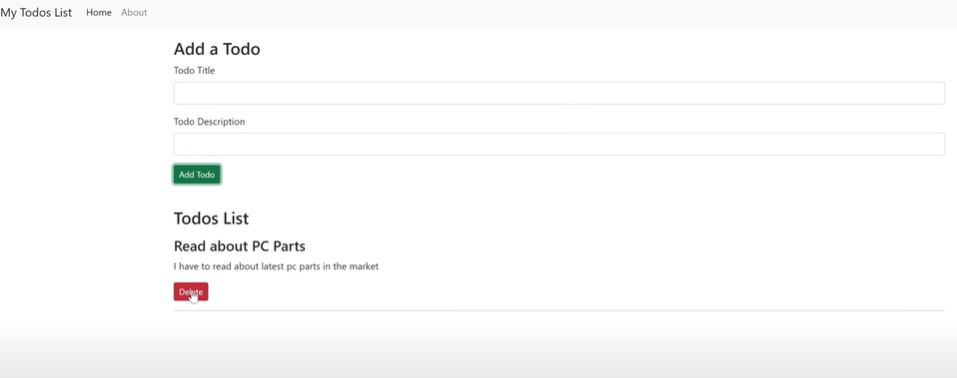 My Todos List Home About
Add a Todo
Todo Title
Todo Description
Add Todo
Todos List
Read about PC Parts
I have to read about latest pc parts in the market
Delete